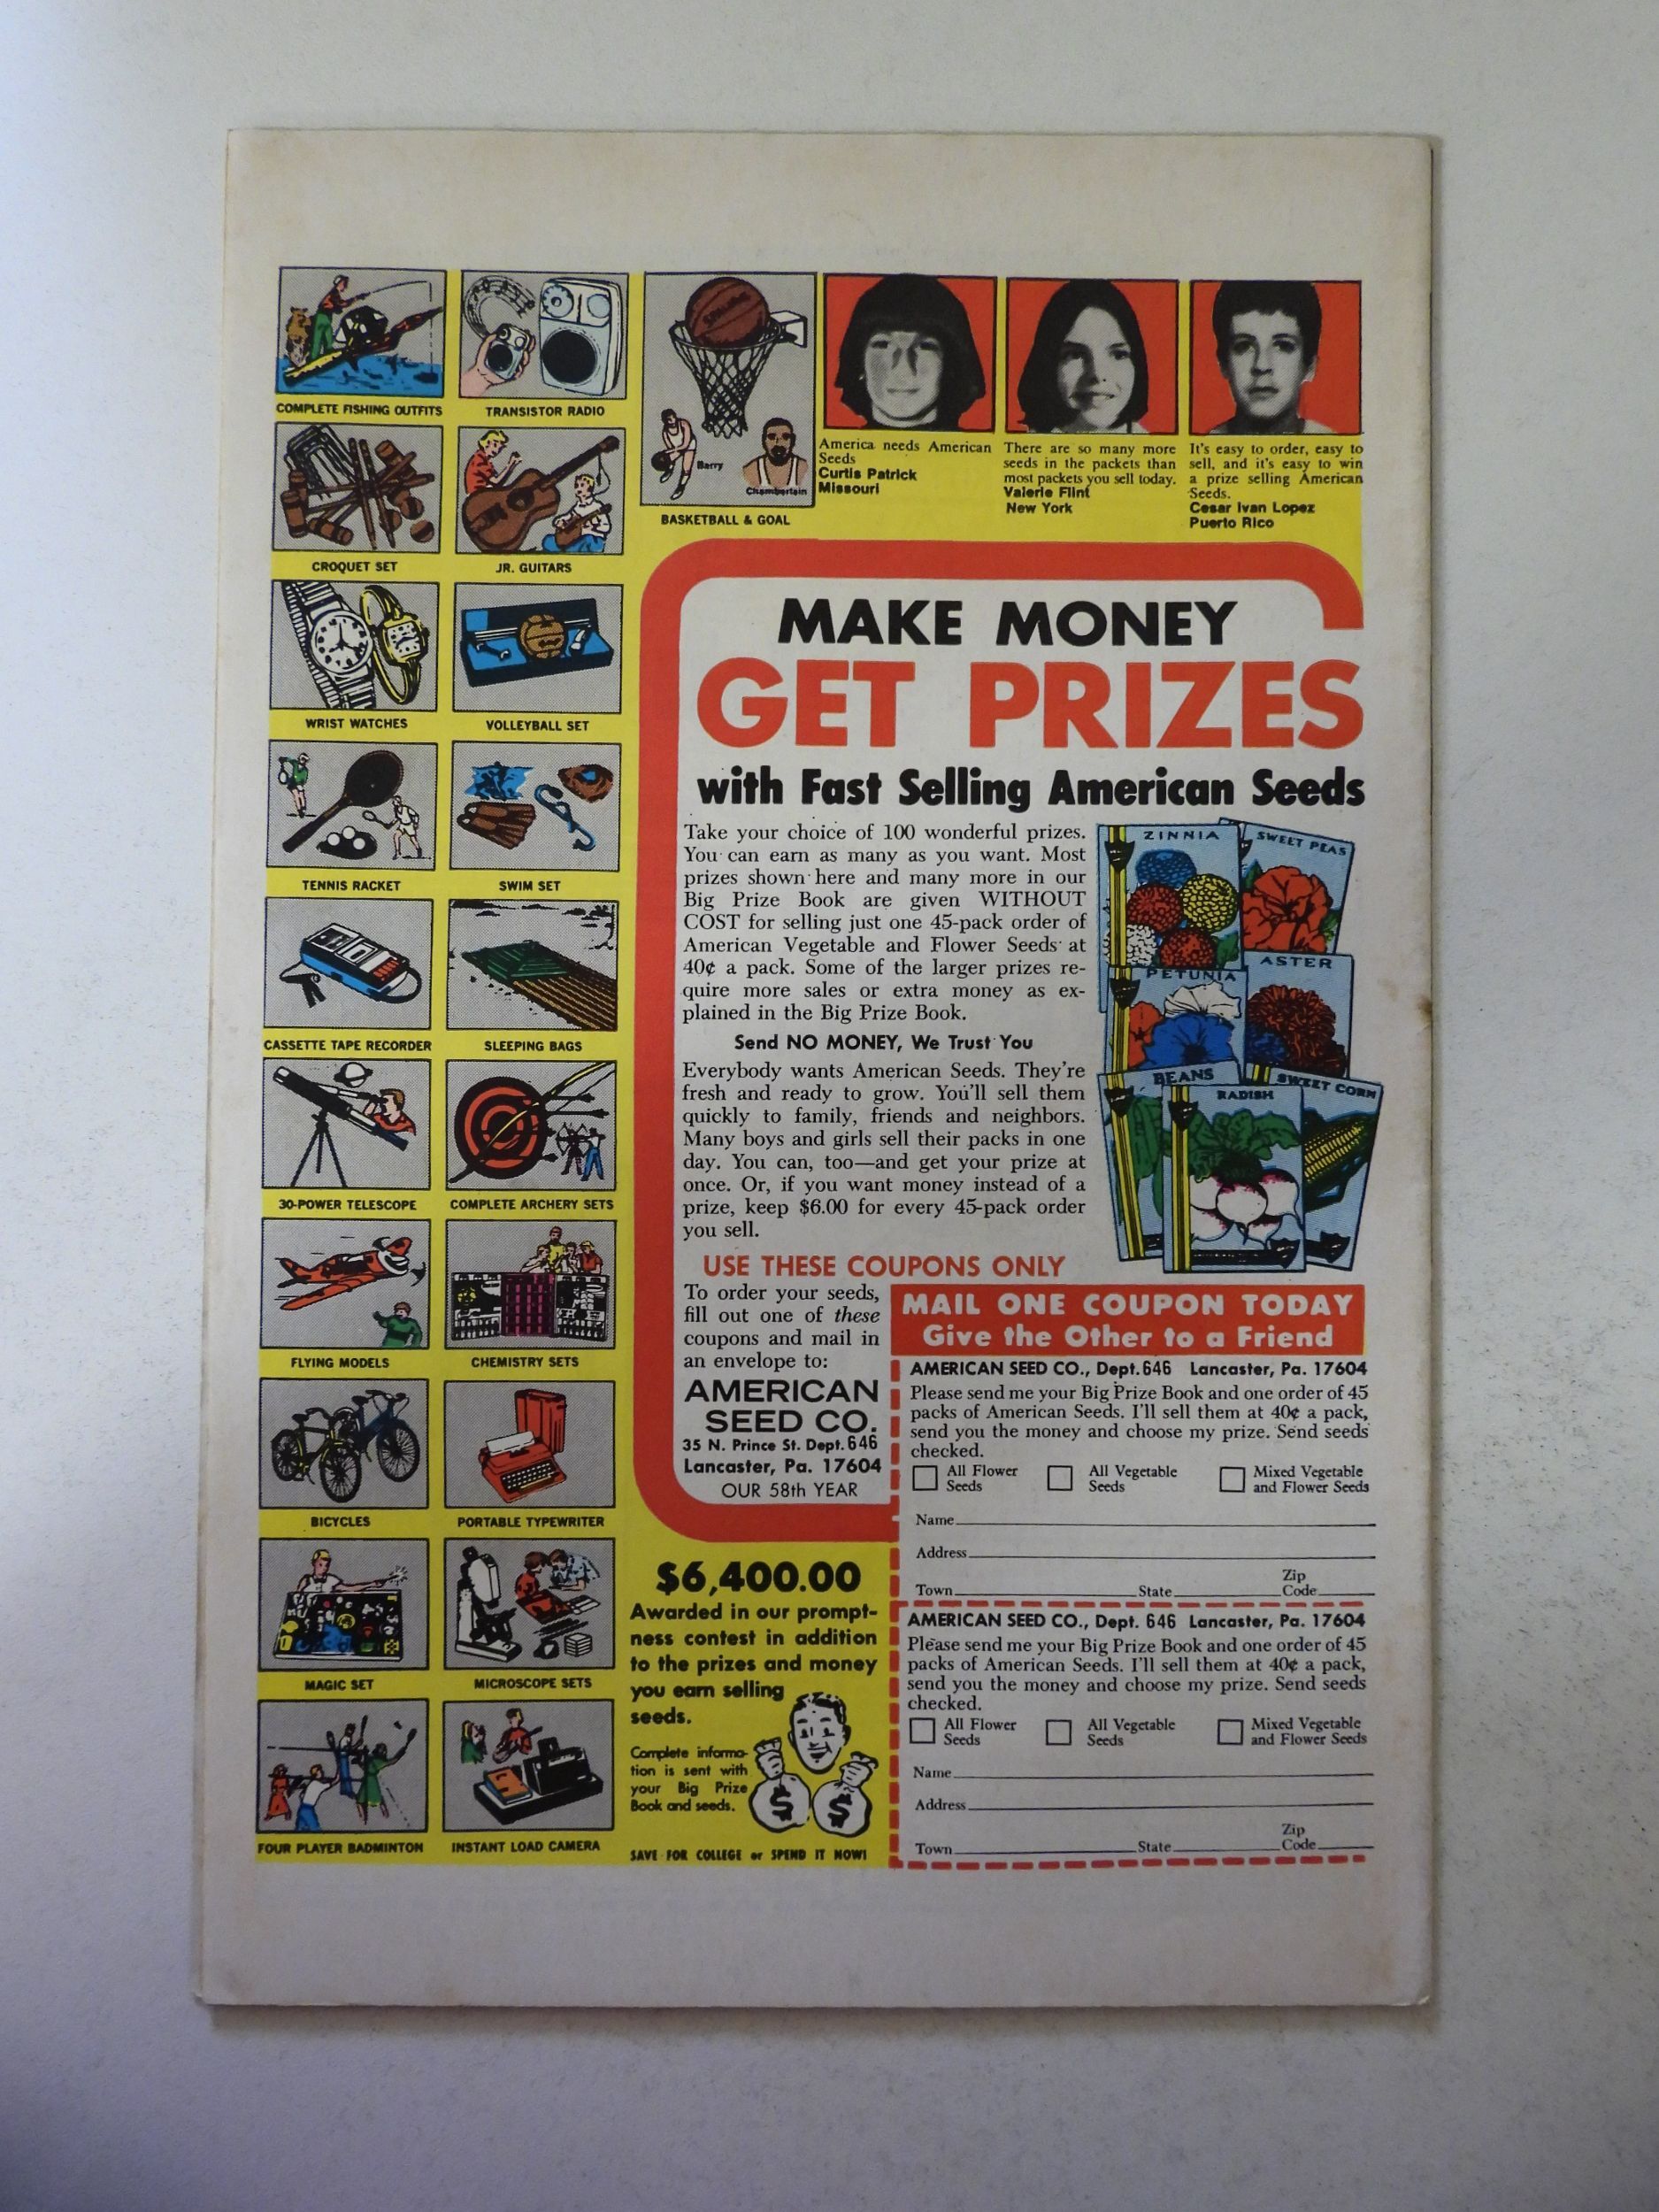 COMPLETE FISHING OUTFITS
TRANSISTOR RADIO
SPALDING
Barry
Chamberlain
BASKETBALL & GOAL
America needs American
Seeds
Curtis Patrick
Missouri
There are so many more
seeds in the packets than
most packets you sell today.
Valerie Flint
New York
It's easy to order, easy to
sell, and it's easy to win
a prize selling American
Seeds.
Cesar Ivan Lopez
Puerto Rico
CROQUET SET
JR. GUITARS
WRIST WATCHES
VOLLEYBALL SET
TENNIS RACKET
SWIM SET
CASSETTE TAPE RECORDER
SLEEPING BAGS
30-POWER TELESCOPE
COMPLETE ARCHERY SETS
FLYING MODELS
CHEMISTRY SETS
BICYCLES
PORTABLE TYPEWRITER
MAGIC SET
MICROSCOPE SETS
FOUR PLAYER BADMINTON
INSTANT LOAD CAMERA
MAKE MONEY
GET PRIZES
with Fast Selling American Seeds
Take your choice of 100 wonderful prizes.
You can earn as many as you want. Most
prizes shown here and many more in our
Big Prize Book are given WITHOUT
COST for selling just one 45-pack order of
American Vegetable and Flower Seeds at
40¢ a pack. Some of the larger prizes re-
quire more sales or extra money as ex-
plained in the Big Prize Book.
Send NO MONEY, We Trust You
Everybody wants American Seeds. They're
fresh and ready to grow. You'll sell them
quickly to family, friends and neighbors.
Many boys and girls sell their packs in one
day. You can, too—and get your prize at
once. Or, if you want money instead of a
prize, keep $6.00 for every 45-pack order
you sell.
ZINNIA
SWEET PEAS
PETUNIA
ASTER
BEANS
RADISH
SWEET CORN
USE THESE COUPONS ONLY
To order your seeds,
fill out one of these
coupons and mail in
an envelope to:
AMERICAN
SEED CO.
35 N. Prince St. Dept. 646
Lancaster, Pa. 17604
OUR 58th YEAR
MAIL ONE COUPON TODAY
Give the Other to a Friend
AMERICAN SEED CO., Dept. 646 Lancaster, Pa. 17604
Please send me your Big Prize Book and one order of 45
packs of American Seeds. I'll sell them at 40¢ a pack,
send you the money and choose my prize. Send seeds
checked.
All Flower
Seeds
All Vegetable
Seeds
Mixed Vegetable
and Flower Seeds
Name
Address
Town State Zip
Code
AMERICAN SEED CO., Dept. 646 Lancaster, Pa. 17604
Please send me your Big Prize Book and one order of 45
packs of American Seeds. I'll sell them at 40¢ a pack,
send you the money and choose my prize. Send seeds
checked.
All Flower
Seeds
All Vegetable
Seeds
Mixed Vegetable
and Flower Seeds
Name
Address
Town State Zip
Code
$6,400.00
Awarded in our prompt-
ness contest in addition
to the prizes and money
you earn selling
seeds.
Complete informa-
tion is sent with
your Big Prize
Book and seeds.
$ $
SAVE FOR COLLEGE or SPEND IT NOW!